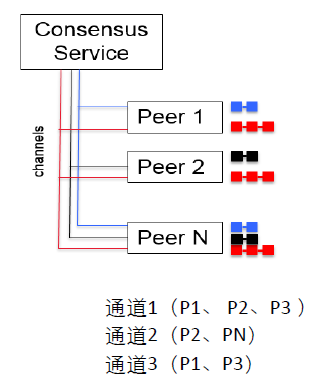 Consensus
Service
channels
Peer 1
Peer 2
Peer N
通道1（P1、 P2、P3 ）
通道2（P2、PN）
通道3（P1、P3）